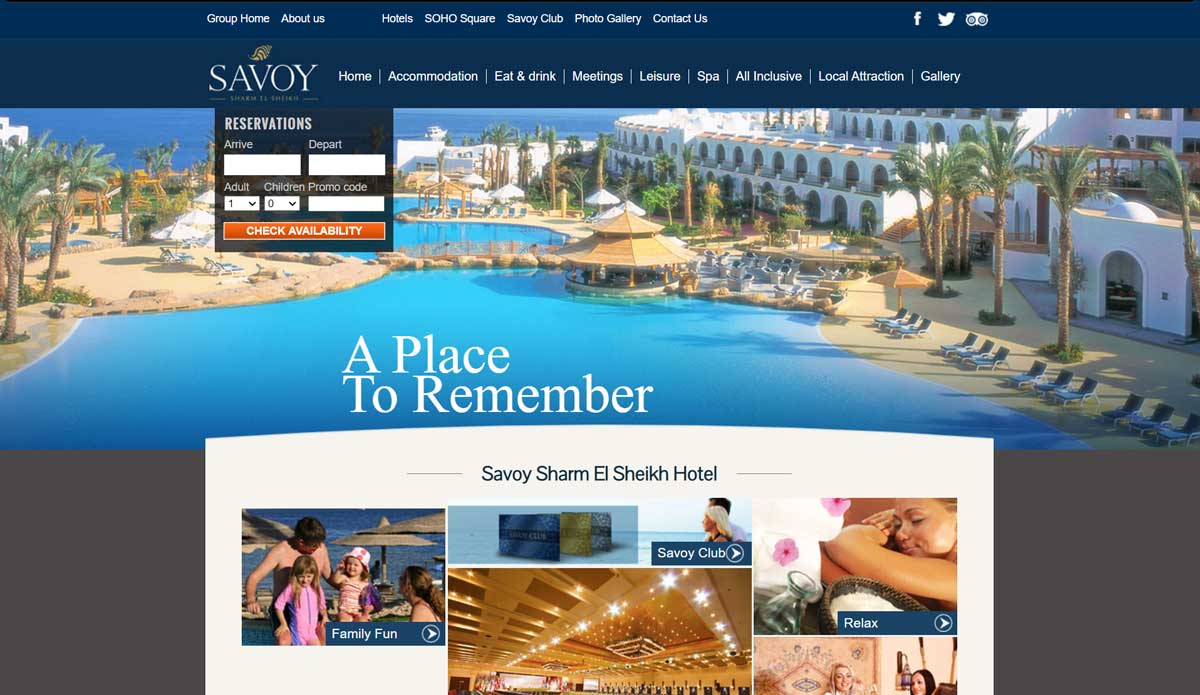 Group Home About us Hotels SOHO Square Savoy Club Photo Gallery Contact Us
SAVOY
SHARM EL SHEIKH
Home Accommodation Eat & drink Meetings Leisure Spa All Inclusive Local Attraction Gallery
RESERVATIONS
Arrive Depart
Adult Children Promo code
1 0
CHECK AVAILABILITY
A Place
To Remember
Savoy Sharm El Sheikh Hotel
SAVOY CLUB
Savoy Club
Family Fun
Relax